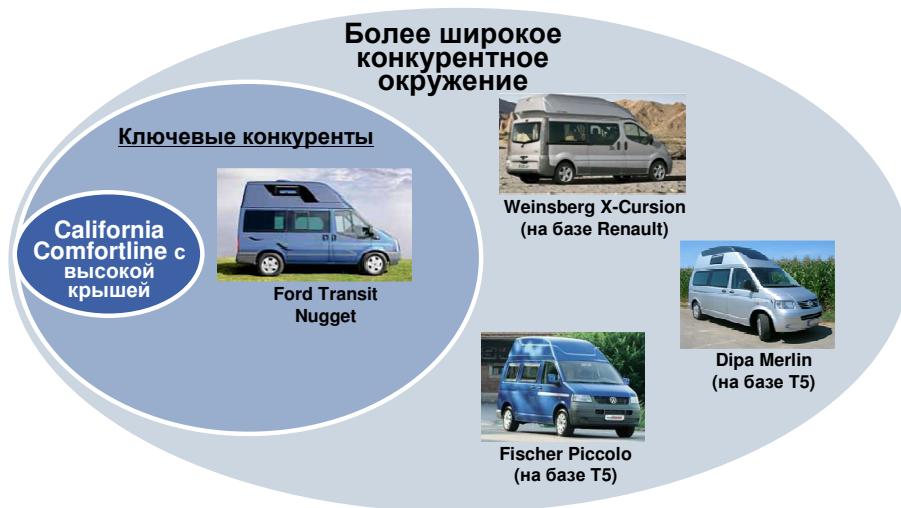 Более широкое
конкурентное
окружение
Ключевые конкуренты
California
Comfortline с
высокой
крышей
Ford Transit
Nugget
Weinsberg X-Cursion
(на базе Renault)
Dipa Merlin
(на базе T5)
Fischer Piccolo
(на базе T5)